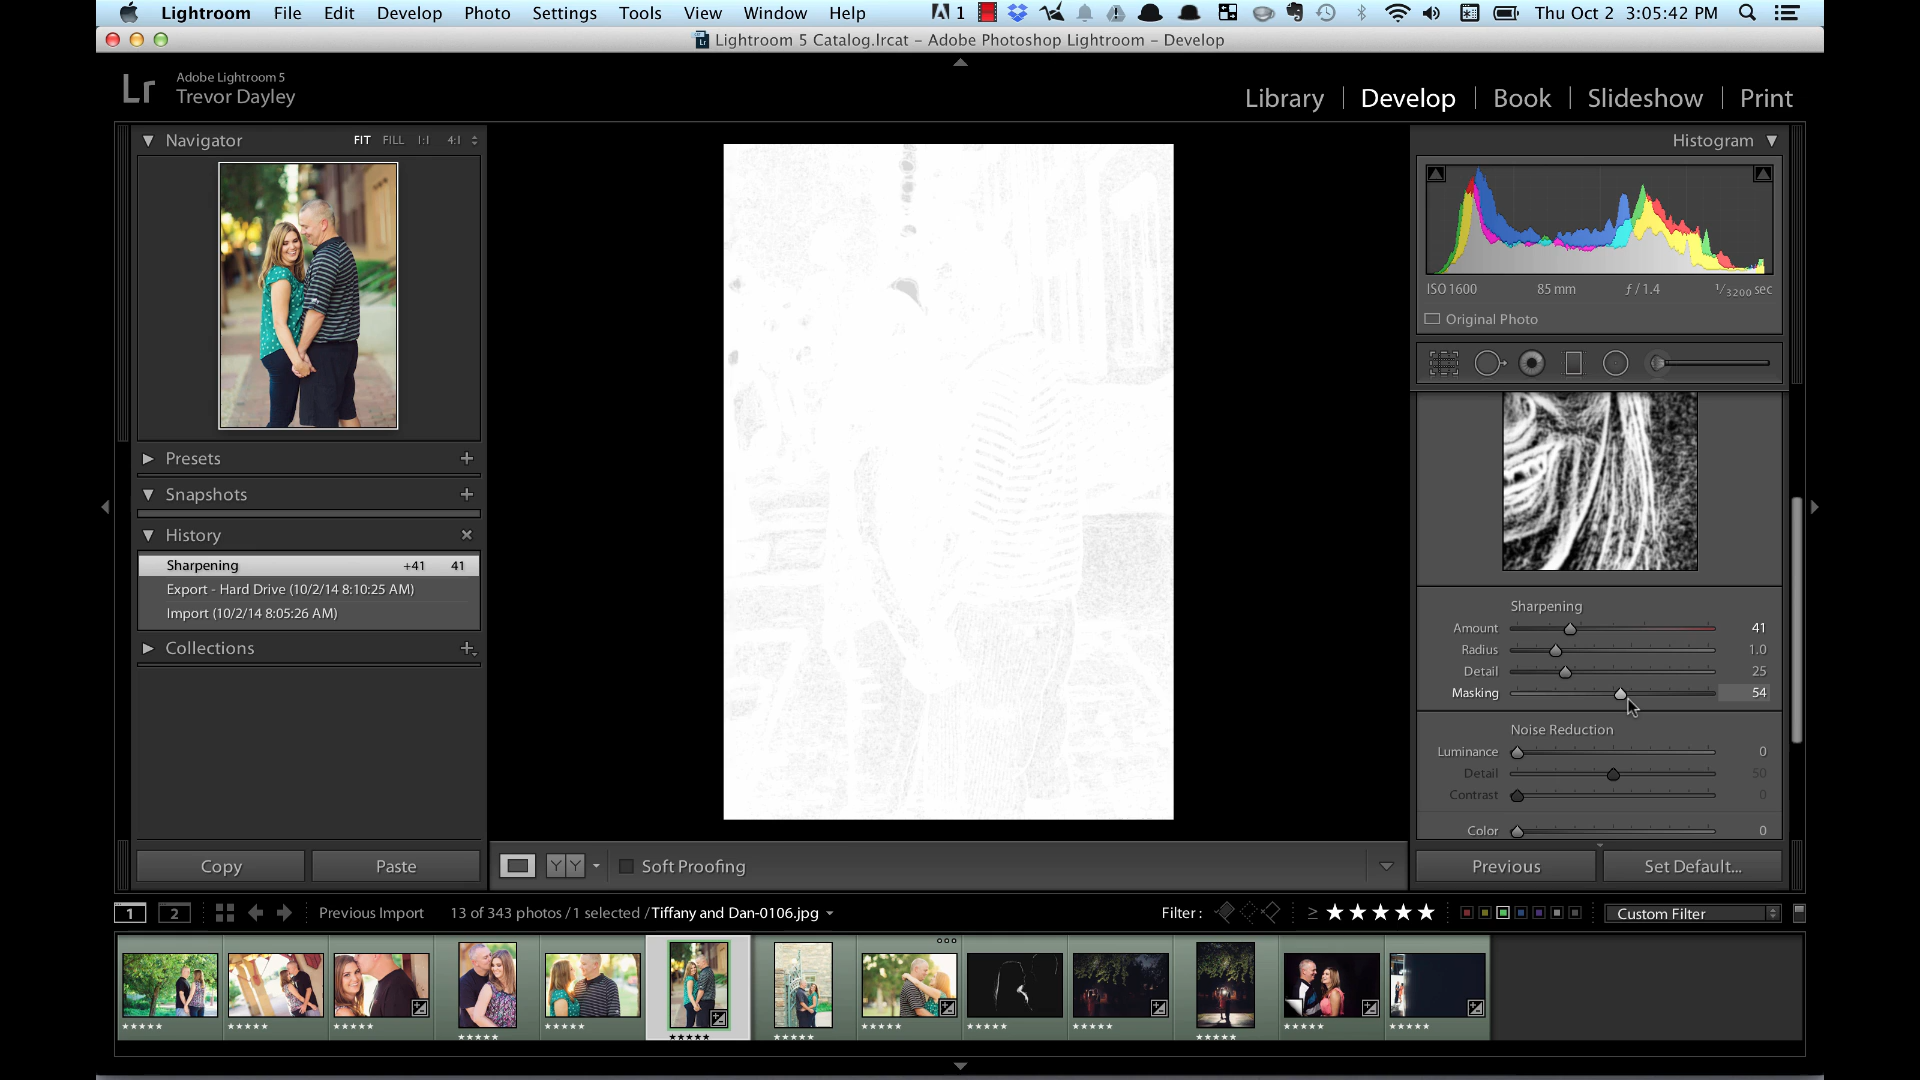 Lightroom File Edit Develop Photo Settings Tools View Window Help 1 Thu Oct 2 3:05:42 PM
Lightroom 5 Catalog.lrcat – Adobe Photoshop Lightroom – Develop
Lr Adobe Lightroom 5
Trevor Dayley
Library | Develop | Book | Slideshow | Print
Navigator FIT FILL 1:1 4:1
Histogram
ISO 1600 85 mm ƒ / 1.4 1/3200 sec
Original Photo
Presets
Snapshots
History
Sharpening +41 41
Export - Hard Drive (10/2/14 8:10:25 AM)
Import (10/2/14 8:05:26 AM)
Collections
Sharpening
Amount 41
Radius 1.0
Detail 25
Masking 54
Noise Reduction
Luminance 0
Detail 50
Contrast 0
Color 0
Copy Paste
YY Soft Proofing
Previous Set Default...
1 2 Previous Import 13 of 343 photos / 1 selected / Tiffany and Dan-0106.jpg Filter : ≥ ★★★★★ Custom Filter